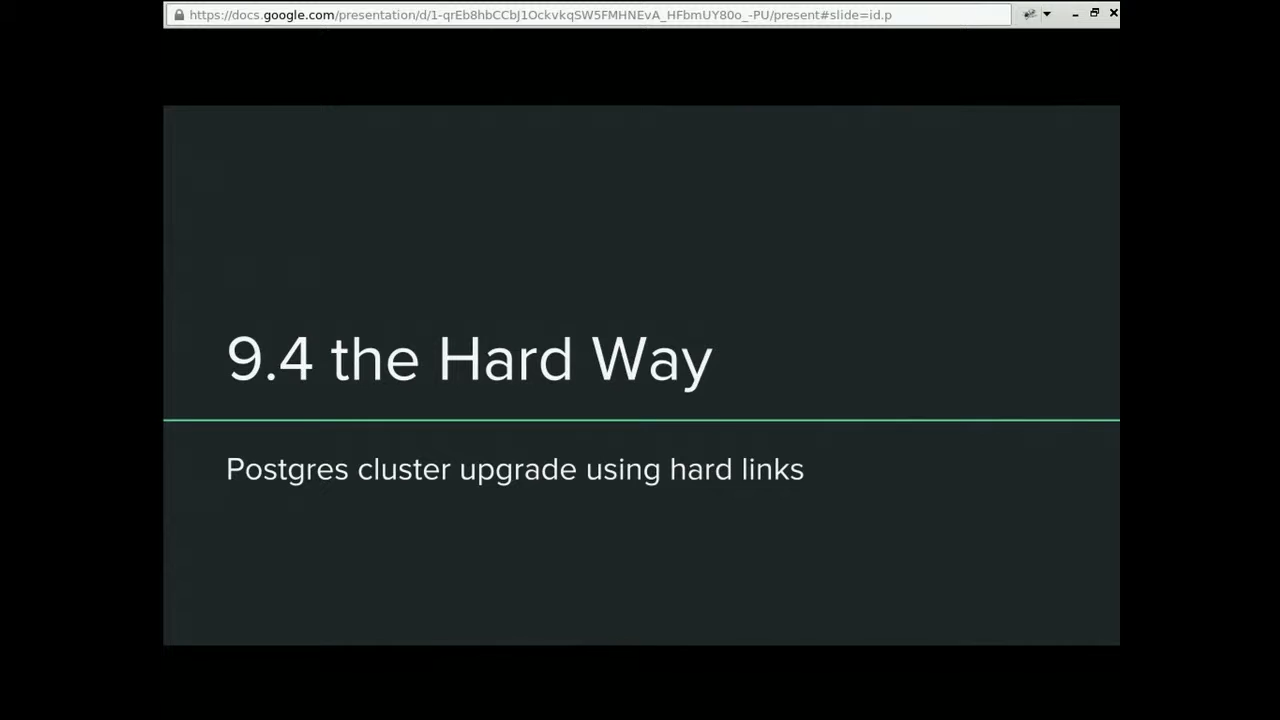 https://docs.google.com/presentation/d/1-qrEb8hbCCbJ1OckvkqSW5FMHNEvA_HFbmUY80o_-PU/present#slide=id.p
9.4 the Hard Way
Postgres cluster upgrade using hard links